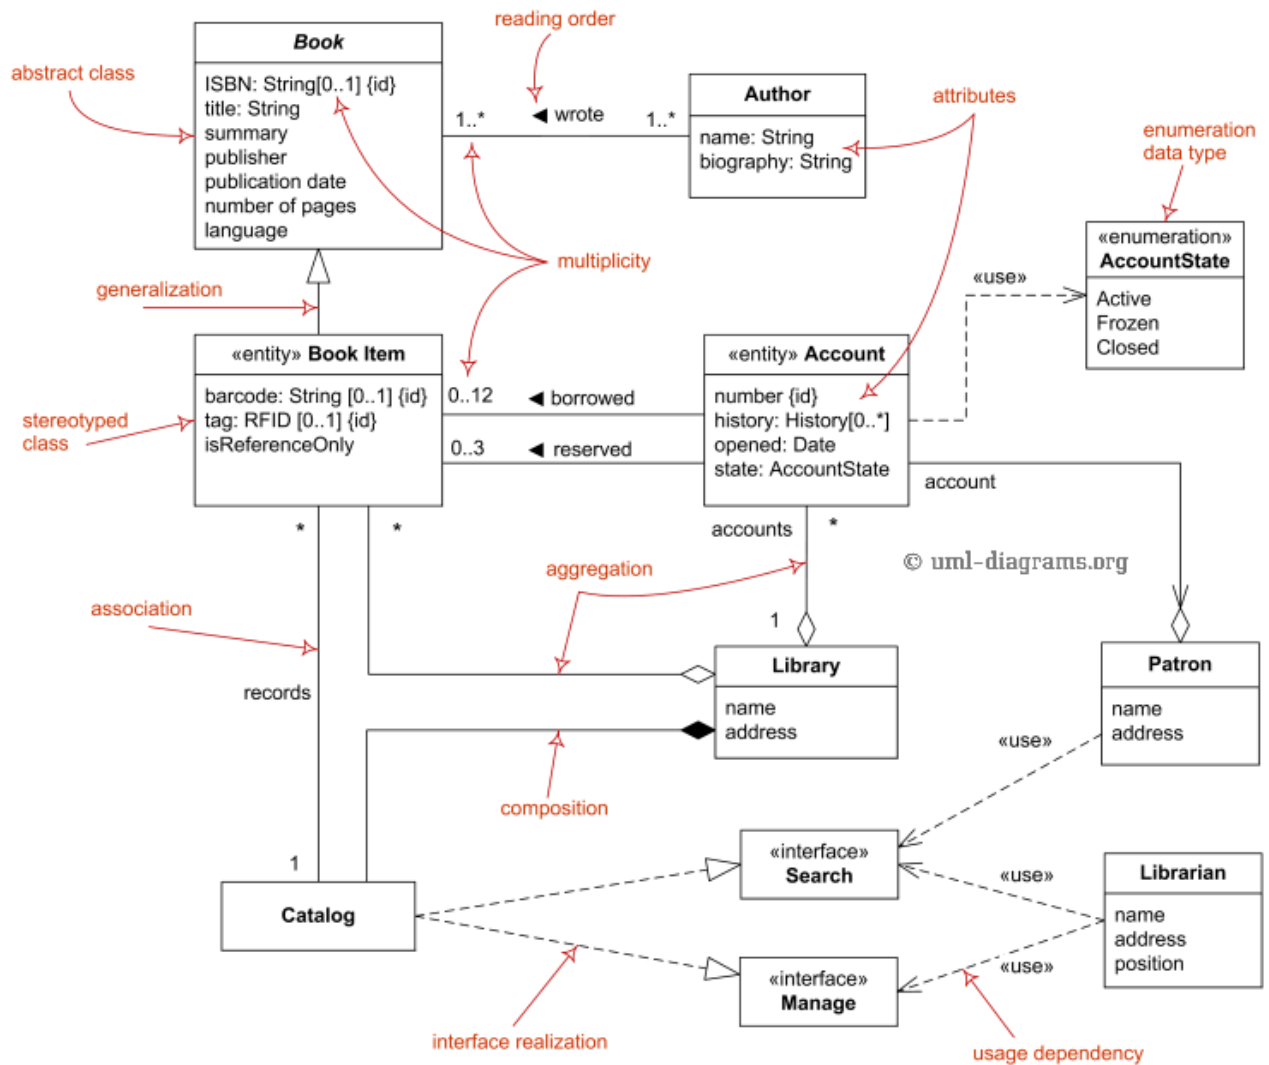 reading order
Book
abstract class
ISBN: String[0..1] {id}
title: String
summary
publisher
publication date
number of pages
language
1..*
◄ wrote
1..*
Author
name: String
biography: String
attributes
enumeration
data type
«enumeration»
AccountState
Active
Frozen
Closed
multiplicity
«use»
generalization
«entity» Book Item
barcode: String [0..1] {id}
tag: RFID [0..1] {id}
isReferenceOnly
stereotyped
class
0..12
◄ borrowed
0..3
◄ reserved
«entity» Account
number {id}
history: History[0..*]
opened: Date
state: AccountState
account
*
*
accounts
*
© uml-diagrams.org
aggregation
association
1
records
Library
name
address
Patron
name
address
composition
«use»
1
Catalog
«interface»
Search
«use»
Librarian
name
address
position
«interface»
Manage
«use»
interface realization
usage dependency